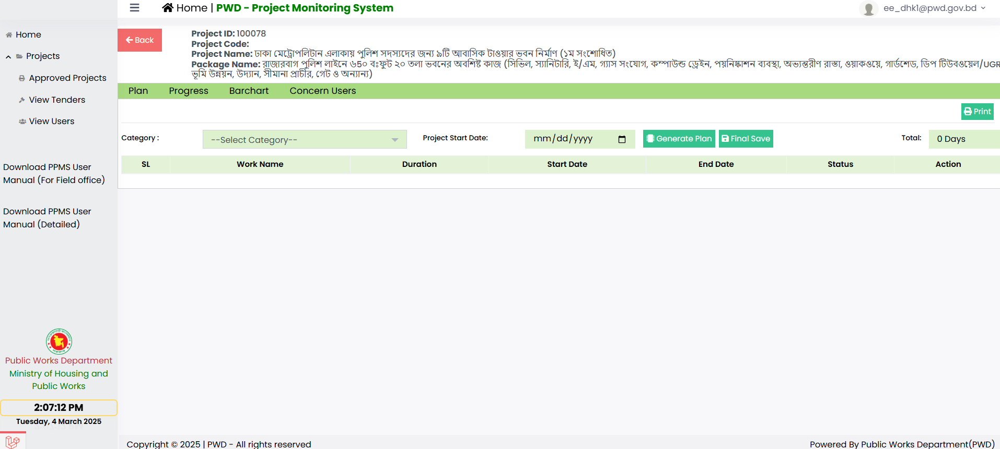 Home | PWD - Project Monitoring System
ee_dhk1@pwd.gov.bd
Home
Projects
Approved Projects
View Tenders
View Users
Download PPMS User
Manual (For Field office)
Download PPMS User
Manual (Detailed)
Public Works Department
Ministry of Housing and
Public Works
2:07:12 PM
Tuesday, 4 March 2025
Back
Project ID: 100078
Project Code:
Project Name: ঢাকা মেট্রোপলিটান এলাকায় পুলিশ সদস্যদের জন্য ৯টি আবাসিক টাওয়ার ভবন নির্মাণ (১ম সংশোধিত)
Package Name: রাজারবাগ পুলিশ লাইনে ৬5০ বঃফুট ২০ তলা ভবনের অবশিষ্ট কাজ (সিভিল, স্যানিটারি, ই/এম, গ্যাস সংযোগ, কম্পাউন্ড ড্রেইন, পয়নিষ্কাশন ব্যবস্থা, অভ্যন্তরীণ রাস্তা, ওয়াকওয়ে, গার্ডশেড, ডিপ টিউবওয়েল/UGR
ভূমি উন্নয়ন, উদ্যান, সীমানা প্রাচীর, গেট ও অন্যান্য)
Plan Progress Barchart Concern Users
Print
Category : --Select Category-- Project Start Date: mm/dd/yyyy Generate Plan Final Save Total: 0 Days
SL Work Name Duration Start Date End Date Status Action
Copyright © 2025 | PWD - All rights reserved
Powered By Public Works Department(PWD)